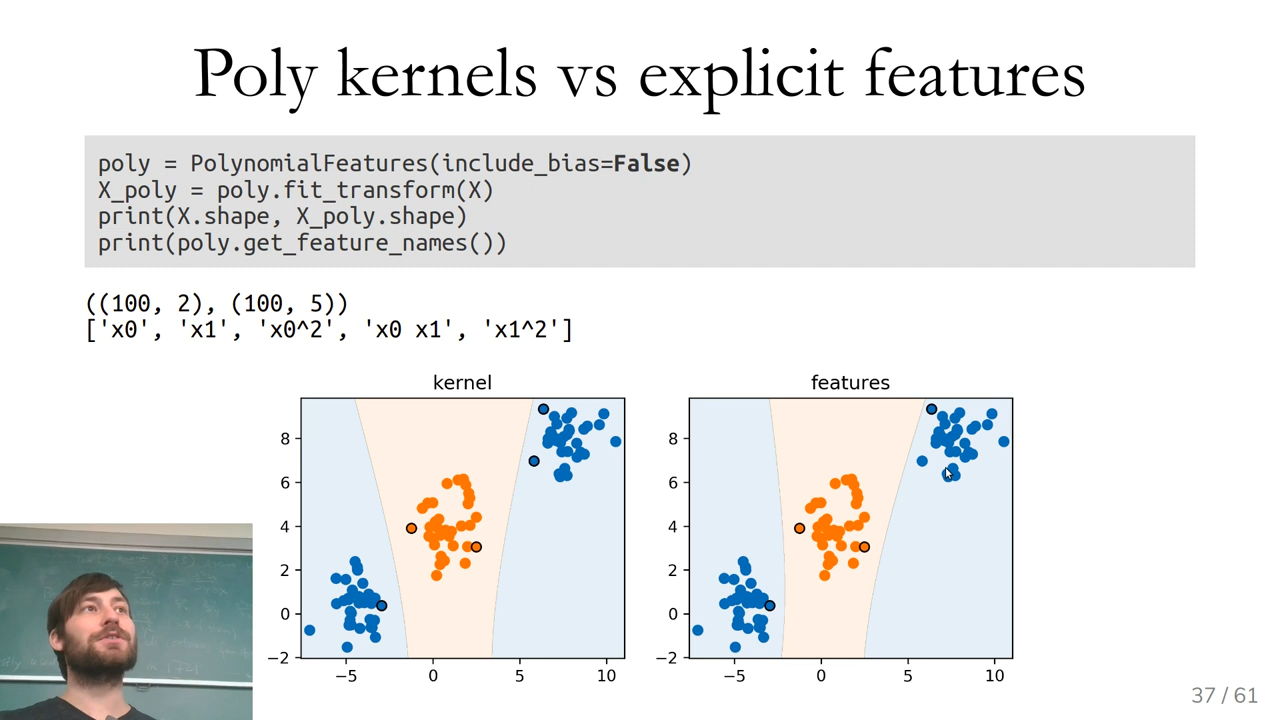 Poly kernels vs explicit features
poly = PolynomialFeatures(include_bias=False)
X_poly = poly.fit_transform(X)
print(X.shape, X_poly.shape)
print(poly.get_feature_names())
((100, 2), (100, 5))
['x0', 'x1', 'x0^2', 'x0 x1', 'x1^2']
kernel
8
6
4
2
0
−2
−5
0
5
10
features
8
6
4
2
0
−2
−5
0
5
10
37 / 61